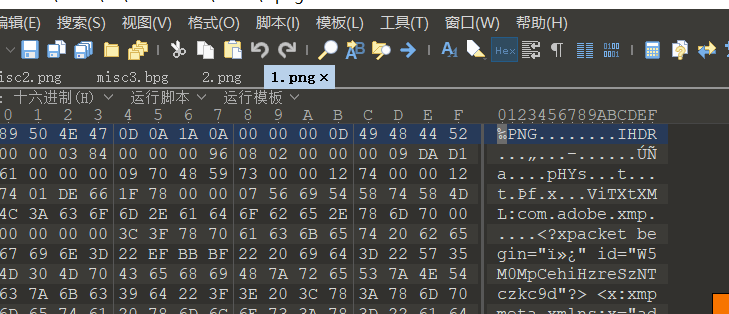 编辑(E) 搜索(S) 视图(V) 格式(O) 脚本(I) 模板(L) 工具(T) 窗口(W) 帮助(H)
isc2.png misc3.bpg 2.png 1.png ×
: 十六进制(H) 运行脚本 运行模板
0 1 2 3 4 5 6 7 8 9 A B C D E F 0123456789ABCDEF
89 50 4E 47 0D 0A 1A 0A 00 00 00 0D 49 48 44 52 ‰PNG........IHDR
00 00 03 84 00 00 00 96 08 02 00 00 00 09 DA D1 ...„...–......ÚÑ
61 00 00 00 09 70 48 59 73 00 00 12 74 00 00 12 a....pHYs...t...
74 01 DE 66 1F 78 00 00 07 56 69 54 58 74 58 4D t.Þf.x...ViTXtXM
4C 3A 63 6F 6D 2E 61 64 6F 62 65 2E 78 6D 70 00 L:com.adobe.xmp.
00 00 00 00 3C 3F 78 70 61 63 6B 65 74 20 62 65 ....<?xpacket be
67 69 6E 3D 22 EF BB BF 22 20 69 64 3D 22 57 35 gin="ï»¿" id="W5
4D 30 4D 70 43 65 68 69 48 7A 72 65 53 7A 4E 54 M0MpCehiHzreSzNT
63 7A 6B 63 39 64 22 3F 3E 20 3C 78 3A 78 6D 70 czkc9d"?> <x:xmp